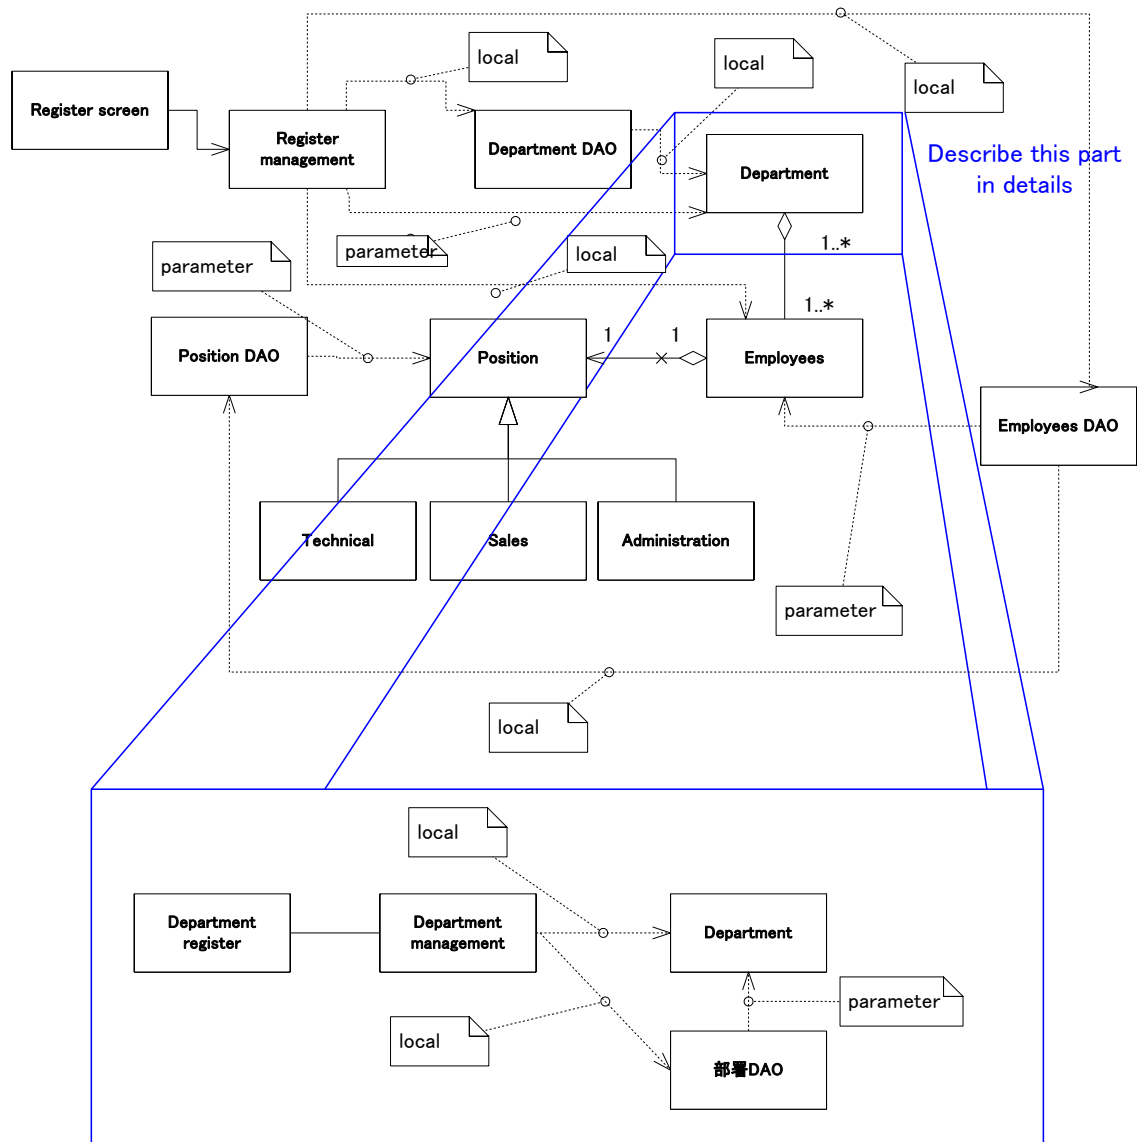 local
local
local
Register screen
Register
management
Department DAO
Department
Describe this part
in details
parameter
local
1..*
parameter
1..*
Position DAO
Position
1
1
Employees
Employees DAO
Technical
Sales
Administration
parameter
local
local
Department
register
Department
management
Department
parameter
local
部署DAO